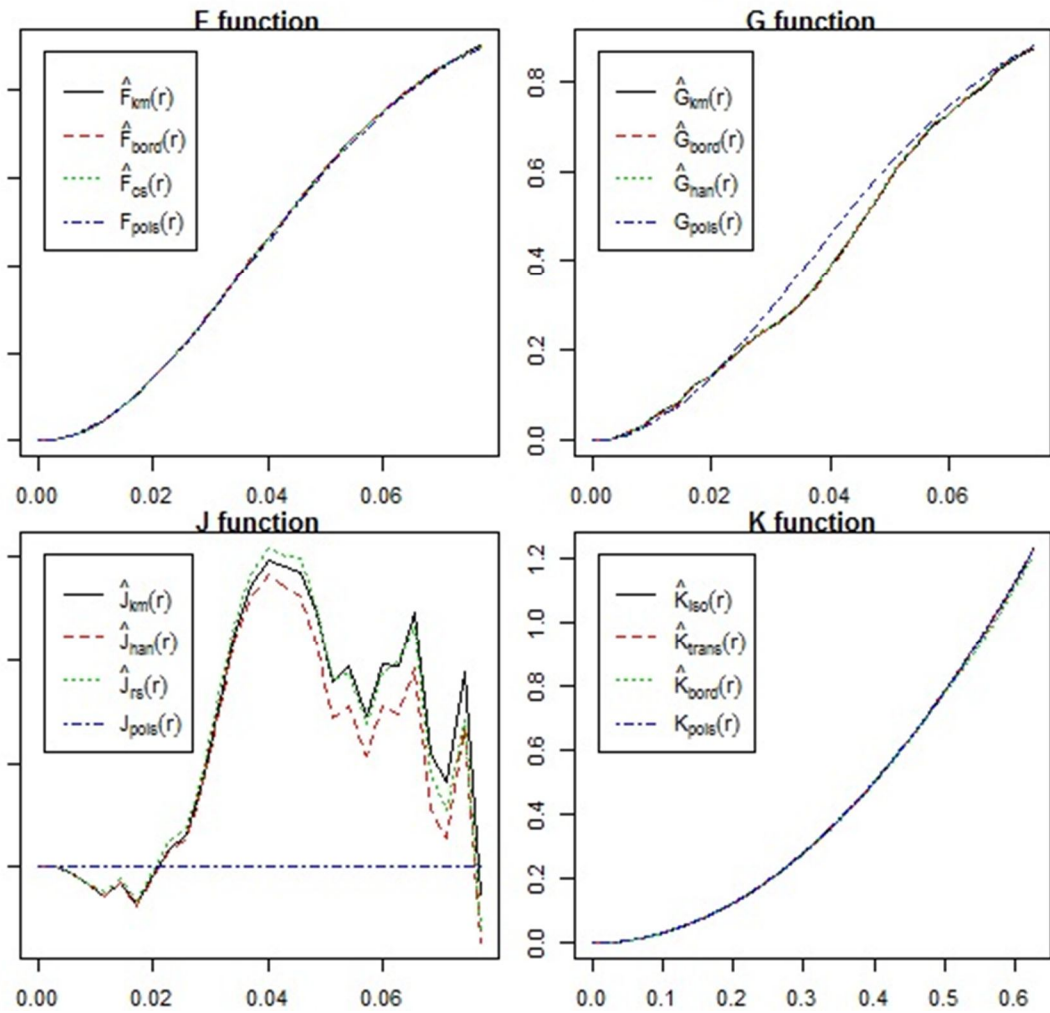 F function
F̂km(r)
F̂bord(r)
F̂cs(r)
Fpois(r)
0.00 0.02 0.04 0.06
G function
Ĝkm(r)
Ĝbord(r)
Ĝhan(r)
Gpois(r)
0.8
0.6
0.4
0.2
0.0
0.00 0.02 0.04 0.06
J function
Ĵkm(r)
Ĵhan(r)
Ĵrs(r)
Jpois(r)
0.00 0.02 0.04 0.06
K function
K̂iso(r)
K̂trans(r)
K̂bord(r)
Kpois(r)
1.2
1.0
0.8
0.6
0.4
0.2
0.0
0.0 0.1 0.2 0.3 0.4 0.5 0.6